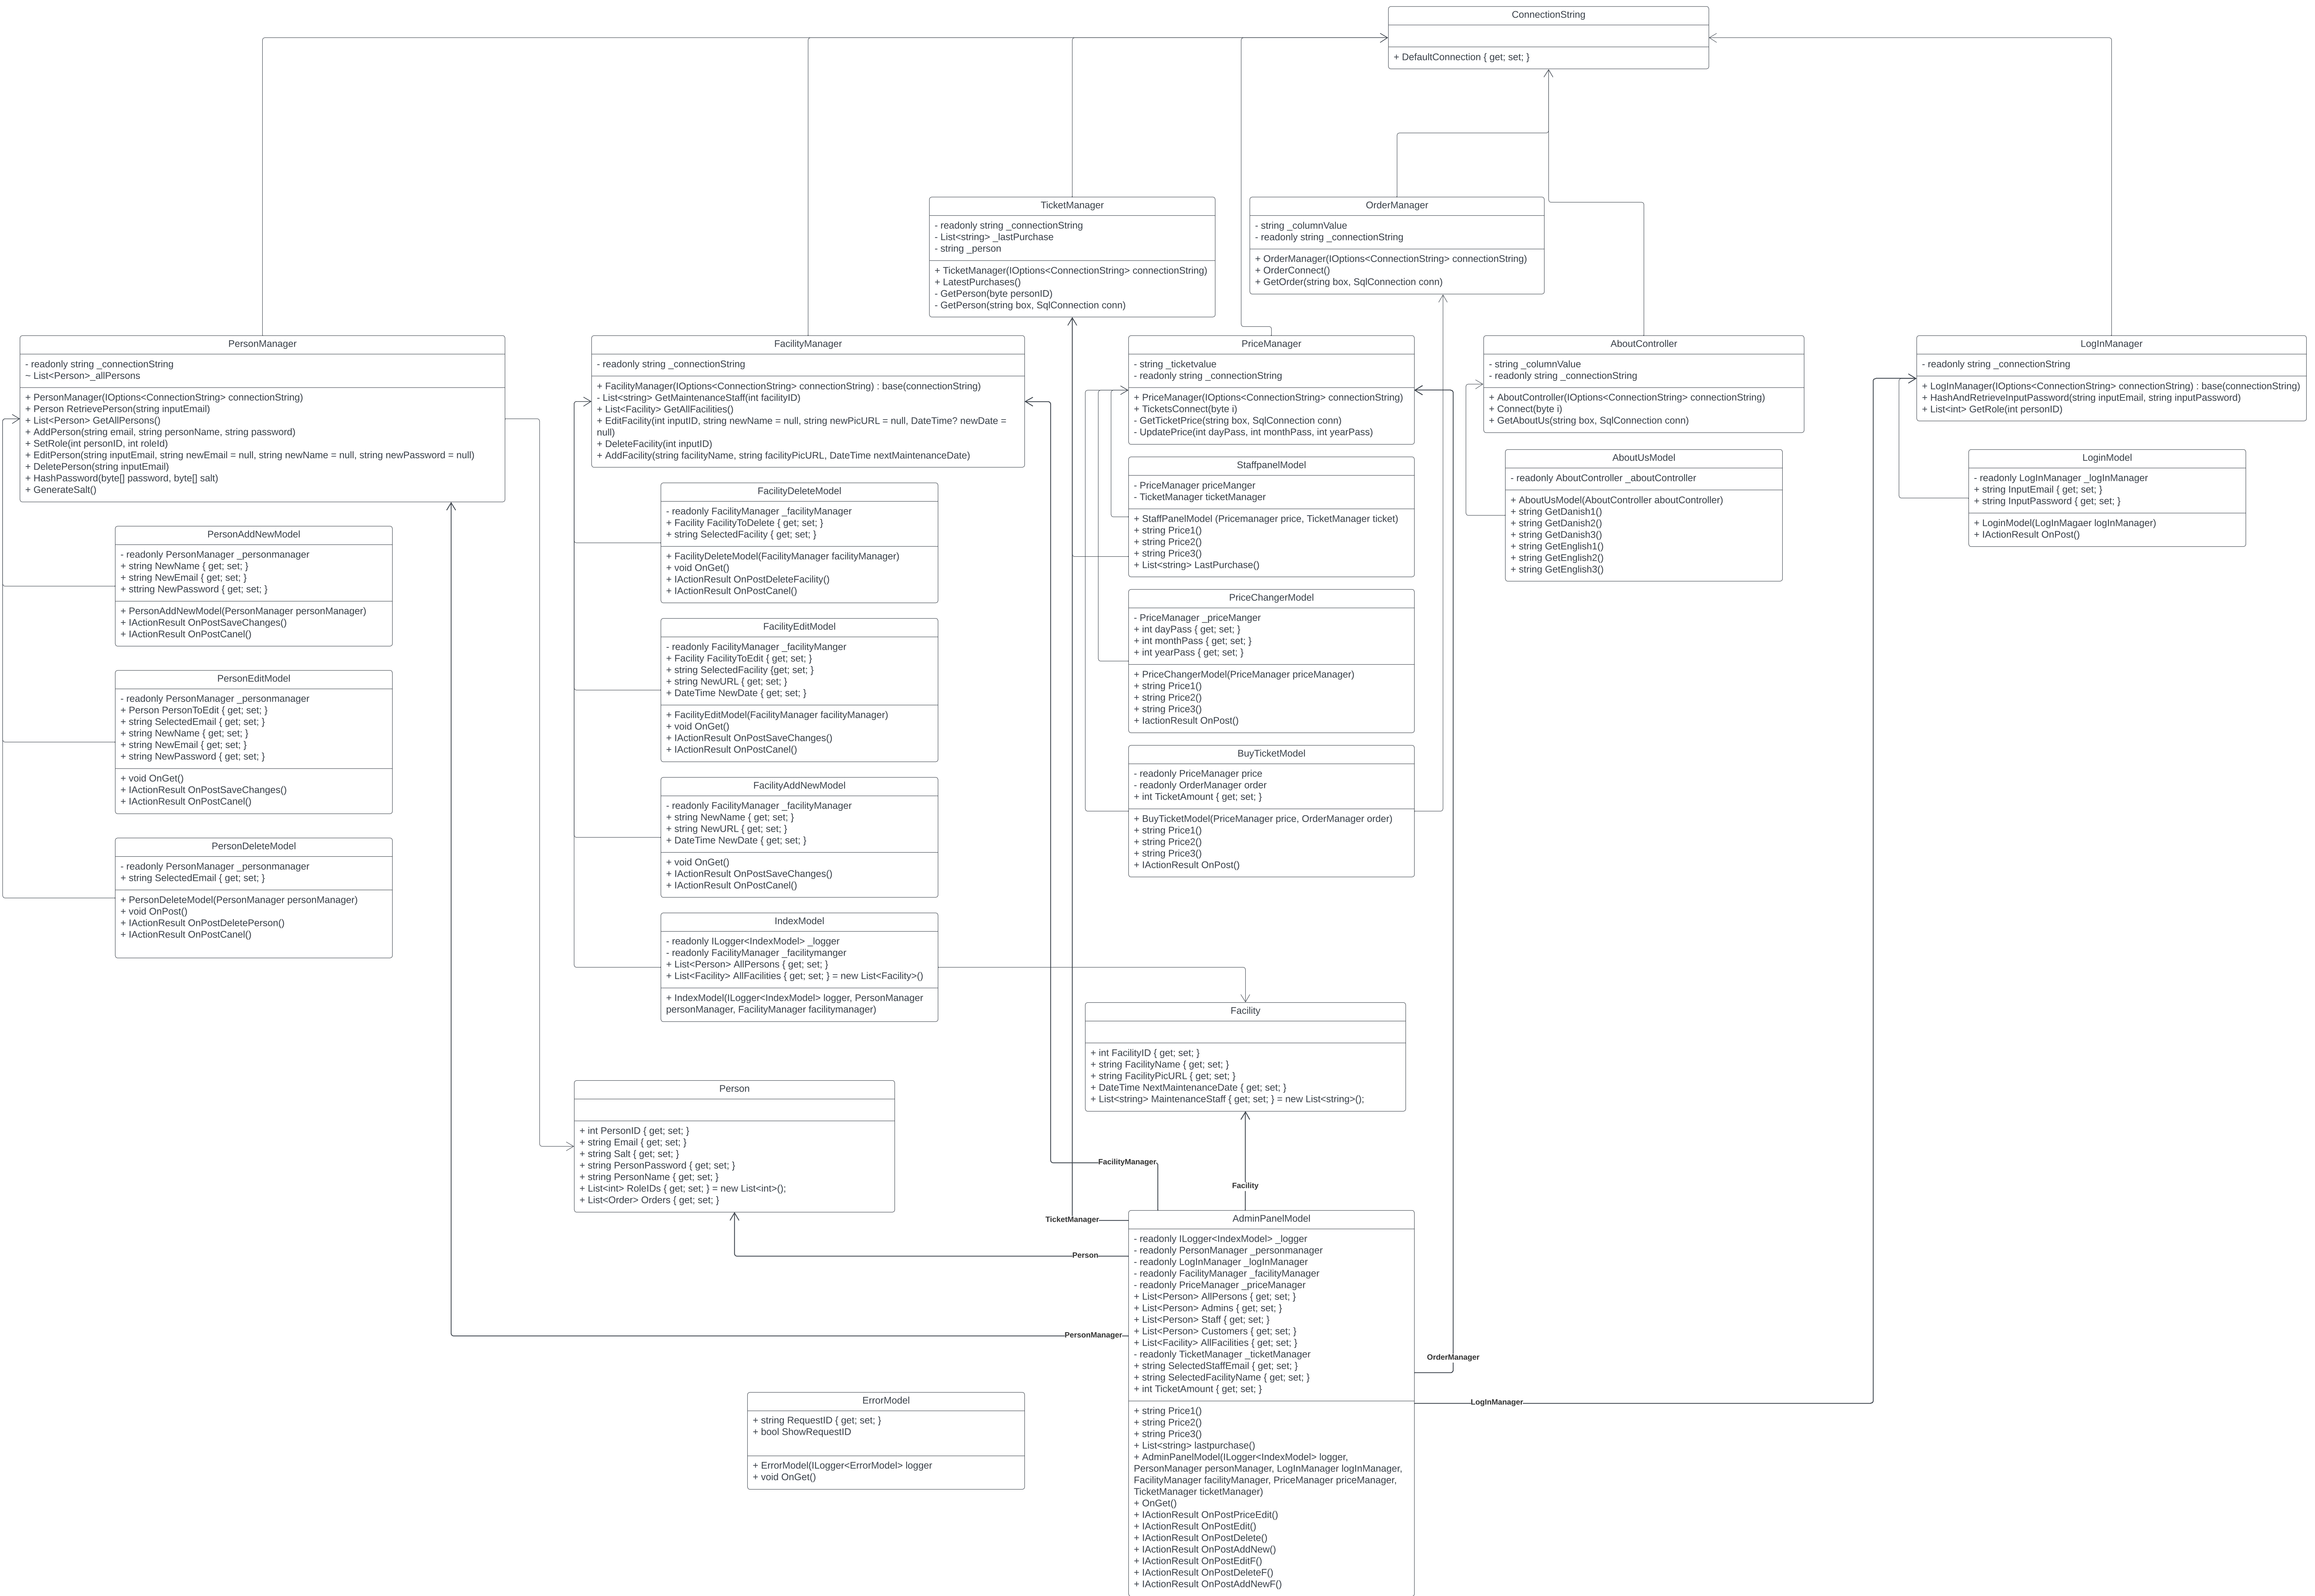 ConnectionString
+ DefaultConnection { get; set; }
TicketManager
- readonly string _connectionString
- List<string> _lastPurchase
- string _person
+ TicketManager(IOptions<ConnectionString> connectionString)
+ LatestPurchases()
- GetPerson(byte personID)
- GetPerson(string box, SqlConnection conn)
OrderManager
- string _columnValue
- readonly string _connectionString
+ OrderManager(IOptions<ConnectionString> connectionString)
+ OrderConnect()
+ GetOrder(string box, SqlConnection conn)
PersonManager
- readonly string _connectionString
~ List<Person>_allPersons
+ PersonManager(IOptions<ConnectionString> connectionString)
+ Person RetrievePerson(string inputEmail)
+ List<Person> GetAllPersons()
+ AddPerson(string email, string personName, string password)
+ SetRole(int personID, int roleId)
+ EditPerson(string inputEmail, string newEmail = null, string newName = null, string newPassword = null)
+ DeletePerson(string inputEmail)
+ HashPassword(byte[] password, byte[] salt)
+ GenerateSalt()
FacilityManager
- readonly string _connectionString
+ FacilityManager(IOptions<ConnectionString> connectionString) : base(connectionString)
- List<string> GetMaintenanceStaff(int facilityID)
+ List<Facility> GetAllFacilities()
+ EditFacility(int inputID, string newName = null, string newPicURL = null, DateTime? newDate =
null)
+ DeleteFacility(int inputID)
+ AddFacility(string facilityName, string facilityPicURL, DateTime nextMaintenanceDate)
PriceManager
- string _ticketvalue
- readonly string _connectionString
+ PriceManager(IOptions<ConnectionString> connectionString)
+ TicketsConnect(byte i)
- GetTicketPrice(string box, SqlConnection conn)
- UpdatePrice(int dayPass, int monthPass, int yearPass)
AboutController
- string _columnValue
- readonly string _connectionString
+ AboutController(IOptions<ConnectionString> connectionString)
+ Connect(byte i)
+ GetAboutUs(string box, SqlConnection conn)
LogInManager
- readonly string _connectionString
+ LogInManager(IOptions<ConnectionString> connectionString) : base(connectionString)
+ HashAndRetrieveInputPassword(string inputEmail, string inputPassword)
+ List<int> GetRole(int personID)
StaffpanelModel
- PriceManager priceManger
- TicketManager ticketManager
+ StaffPanelModel (Pricemanager price, TicketManager ticket)
+ string Price1()
+ string Price2()
+ string Price3()
+ List<string> LastPurchase()
AboutUsModel
- readonly AboutController _aboutController
+ AboutUsModel(AboutController aboutController)
+ string GetDanish1()
+ string GetDanish2()
+ string GetDanish3()
+ string GetEnglish1()
+ string GetEnglish2()
+ string GetEnglish3()
LoginModel
- readonly LogInManager _logInManager
+ string InputEmail { get; set; }
+ string InputPassword { get; set; }
+ LoginModel(LogInMagaer logInManager)
+ IActionResult OnPost()
FacilityDeleteModel
- readonly FacilityManager _facilityManager
+ Facility FacilityToDelete { get; set; }
+ string SelectedFacility { get; set; }
+ FacilityDeleteModel(FacilityManager facilityManager)
+ void OnGet()
+ IActionResult OnPostDeleteFacility()
+ IActionResult OnPostCanel()
PersonAddNewModel
- readonly PersonManager _personmanager
+ string NewName { get; set; }
+ string NewEmail { get; set; }
+ sttring NewPassword { get; set; }
+ PersonAddNewModel(PersonManager personManager)
+ IActionResult OnPostSaveChanges()
+ IActionResult OnPostCanel()
PriceChangerModel
- PriceManager _priceManger
+ int dayPass { get; set; }
+ int monthPass { get; set; }
+ int yearPass { get; set; }
+ PriceChangerModel(PriceManager priceManager)
+ string Price1()
+ string Price2()
+ string Price3()
+ IactionResult OnPost()
FacilityEditModel
- readonly FacilityManager _facilityManger
+ Facility FacilityToEdit { get; set; }
+ string SelectedFacility {get; set; }
+ string NewURL { get; set; }
+ DateTime NewDate { get; set; }
+ FacilityEditModel(FacilityManager facilityManager)
+ void OnGet()
+ IActionResult OnPostSaveChanges()
+ IActionResult OnPostCanel()
PersonEditModel
- readonly PersonManager _personmanager
+ Person PersonToEdit { get; set; }
+ string SelectedEmail { get; set; }
+ string NewName { get; set; }
+ string NewEmail { get; set; }
+ string NewPassword { get; set; }
+ void OnGet()
+ IActionResult OnPostSaveChanges()
+ IActionResult OnPostCanel()
BuyTicketModel
- readonly PriceManager price
- readonly OrderManager order
+ int TicketAmount { get; set; }
+ BuyTicketModel(PriceManager price, OrderManager order)
+ string Price1()
+ string Price2()
+ string Price3()
+ IActionResult OnPost()
FacilityAddNewModel
- readonly FacilityManager _facilityManager
+ string NewName { get; set; }
+ string NewURL { get; set; }
+ DateTime NewDate { get; set; }
+ void OnGet()
+ IActionResult OnPostSaveChanges()
+ IActionResult OnPostCanel()
PersonDeleteModel
- readonly PersonManager _personmanager
+ string SelectedEmail { get; set; }
+ PersonDeleteModel(PersonManager personManager)
+ void OnPost()
+ IActionResult OnPostDeletePerson()
+ IActionResult OnPostCanel()
IndexModel
- readonly ILogger<IndexModel> _logger
- readonly FacilityManager _facilitymanger
+ List<Person> AllPersons { get; set; }
+ List<Facility> AllFacilities { get; set; } = new List<Facility>()
+ IndexModel(ILogger<IndexModel> logger, PersonManager
personManager, FacilityManager facilitymanager)
Facility
+ int FacilityID { get; set; }
+ string FacilityName { get; set; }
+ string FacilityPicURL { get; set; }
+ DateTime NextMaintenanceDate { get; set; }
+ List<string> MaintenanceStaff { get; set; } = new List<string>();
Person
+ int PersonID { get; set; }
+ string Email { get; set; }
+ string Salt { get; set; }
+ string PersonPassword { get; set; }
+ string PersonName { get; set; }
+ List<int> RoleIDs { get; set; } = new List<int>();
+ List<Order> Orders { get; set; }
FacilityManager
Facility
TicketManager
Person
PersonManager
OrderManager
LogInManager
AdminPanelModel
- readonly ILogger<IndexModel> _logger
- readonly PersonManager _personmanager
- readonly LogInManager _logInManager
- readonly FacilityManager _facilityManager
- readonly PriceManager _priceManager
+ List<Person> AllPersons { get; set; }
+ List<Person> Admins { get; set; }
+ List<Person> Staff { get; set; }
+ List<Person> Customers { get; set; }
+ List<Facility> AllFacilities { get; set; }
- readonly TicketManager _ticketManager
+ string SelectedStaffEmail { get; set; }
+ string SelectedFacilityName { get; set; }
+ int TicketAmount { get; set; }
+ string Price1()
+ string Price2()
+ string Price3()
+ List<string> lastpurchase()
+ AdminPanelModel(ILogger<IndexModel> logger,
PersonManager personManager, LogInManager logInManager,
FacilityManager facilityManager, PriceManager priceManager,
TicketManager ticketManager)
+ OnGet()
+ IActionResult OnPostPriceEdit()
+ IActionResult OnPostEdit()
+ IActionResult OnPostDelete()
+ IActionResult OnPostAddNew()
+ IActionResult OnPostEditF()
+ IActionResult OnPostDeleteF()
+ IActionResult OnPostAddNewF()
ErrorModel
+ string RequestID { get; set; }
+ bool ShowRequestID
+ ErrorModel(ILogger<ErrorModel> logger
+ void OnGet()